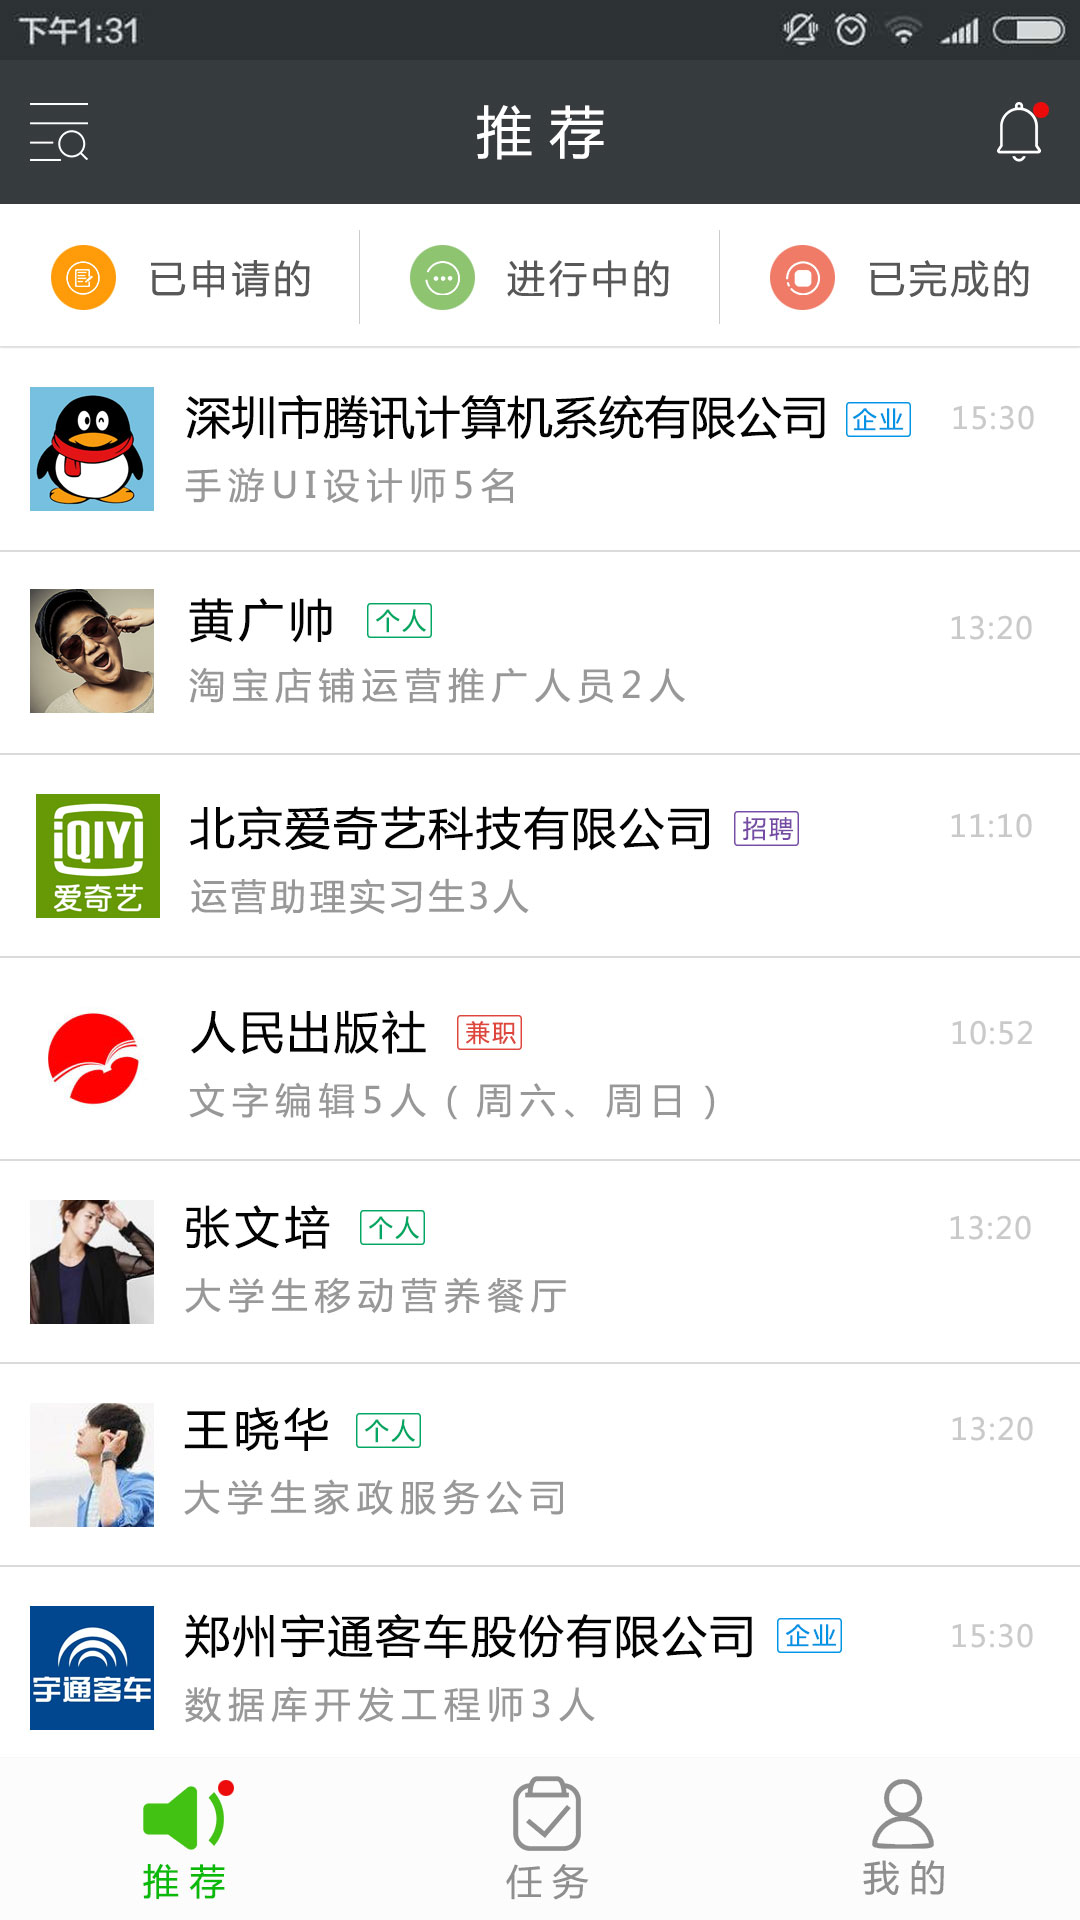 下午1:31
推荐
已申请的 进行中的 已完成的
深圳市腾讯计算机系统有限公司 企业 15:30
手游UI设计师5名
黄广帅 个人 13:20
淘宝店铺运营推广人员2人
iQIYI
爱奇艺
北京爱奇艺科技有限公司 招聘 11:10
运营助理实习生3人
人民出版社 兼职 10:52
文字编辑5人（周六、周日）
张文培 个人 13:20
大学生移动营养餐厅
王晓华 个人 13:20
大学生家政服务公司
宇通客车
郑州宇通客车股份有限公司 企业 15:30
数据库开发工程师3人
推荐 任务 我的